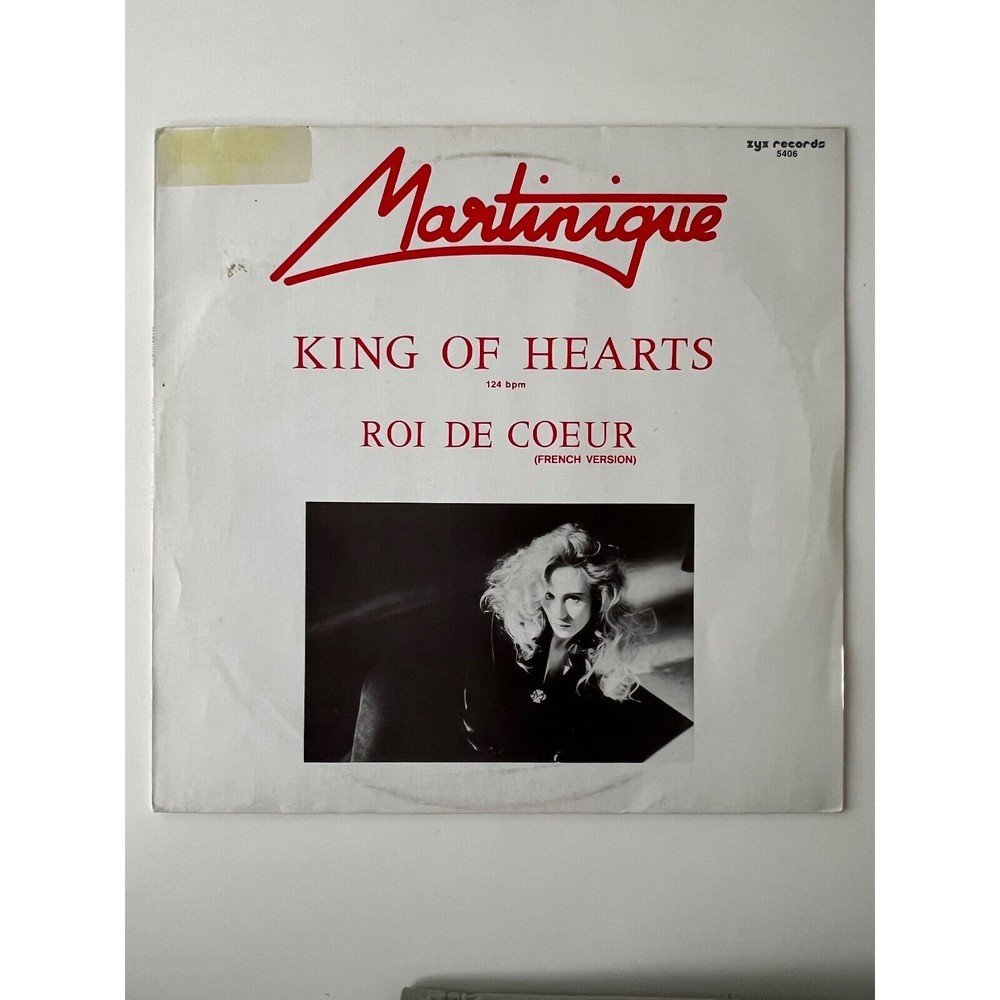 zyx records
5406
Martinique
KING OF HEARTS
124 bpm
ROI DE COEUR
(FRENCH VERSION)